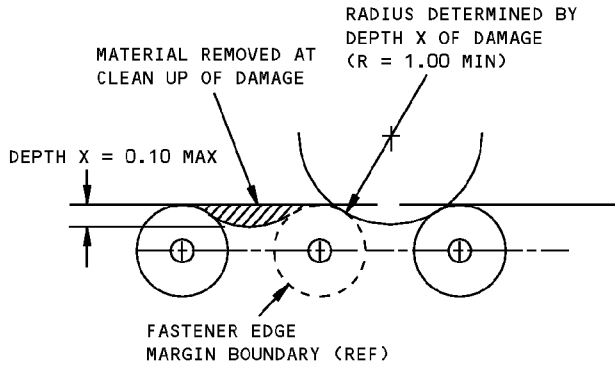 RADIUS DETERMINED BY
DEPTH X OF DAMAGE
(R = 1.00 MIN)
MATERIAL REMOVED AT
CLEAN UP OF DAMAGE
DEPTH X = 0.10 MAX
FASTENER EDGE
MARGIN BOUNDARY (REF)